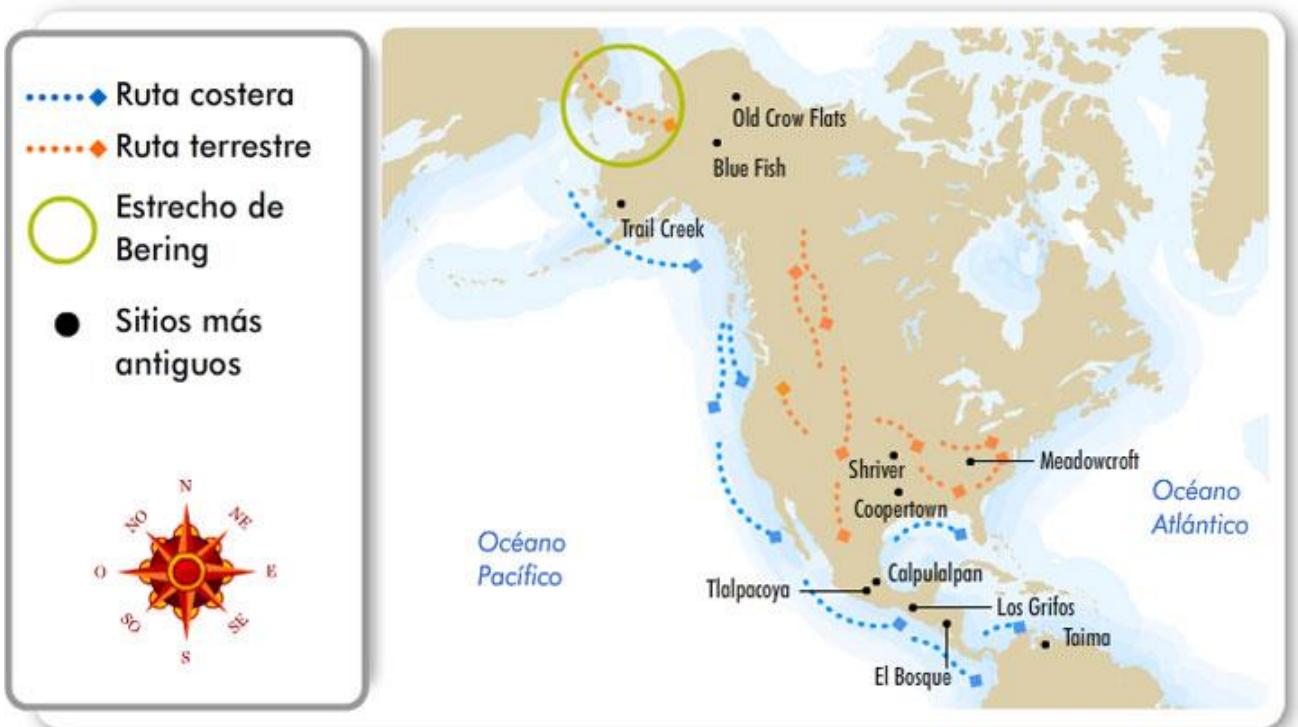 Ruta costera
Ruta terrestre
Estrecho de
Bering
Sitios más
antiguos
N
NO
NE
O
E
SO
SE
S
Old Crow Flats
Blue Fish
Trail Creek
Shriver
Meadowcroft
Coopertown
Océano
Atlántico
Océano
Pacífico
Calpulalpan
Tlalpacoya
Los Grifos
Taima
El Bosque